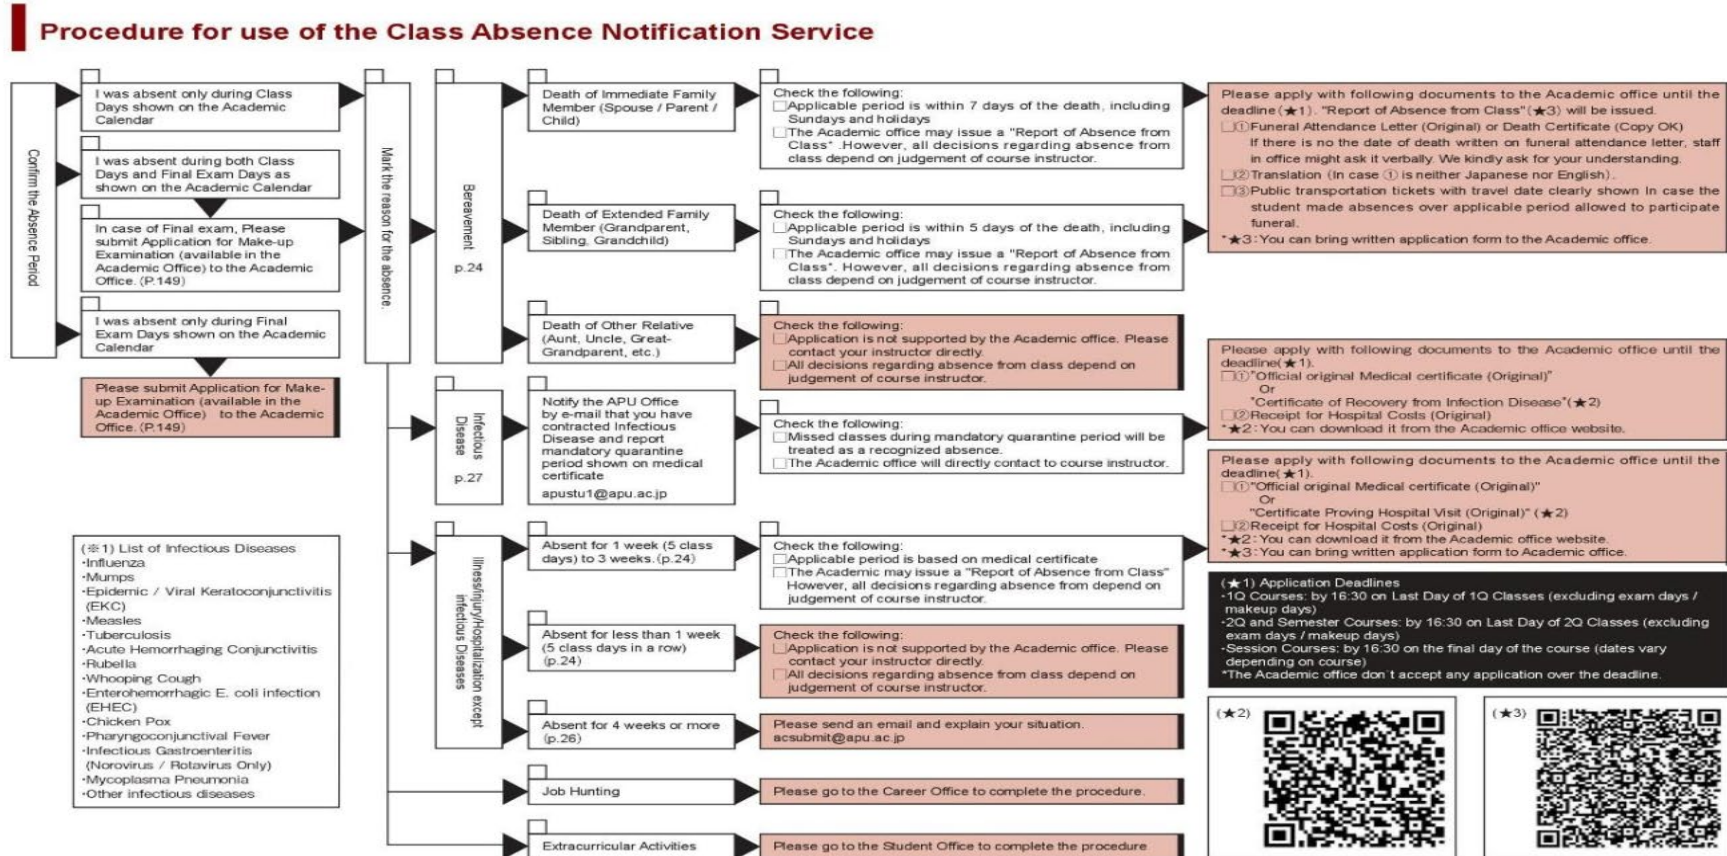 Procedure for use of the Class Absence Notification Service
Confirm the Absence Period
I was absent only during Class
Days shown on the Academic
Calendar
I was absent during both Class
Days and Final Exam Days as
shown on the Academic Calendar
In case of Final exam, Please
submit Application for Make-up
Examination (available in the
Academic Office) to the Academic
Office. (P.149)
I was absent only during Final
Exam Days shown on the Academic
Calendar
Please submit Application for Make-
up Examination (available in the
Academic Office) to the Academic
Office. (P.149)
Mark the reason for the absence.
Bereavement
p.24
Death of Immediate Family
Member (Spouse / Parent /
Child)
Check the following:
□Applicable period is within 7 days of the death, including
Sundays and holidays
□The Academic office may issue a "Report of Absence from
Class" .However, all decisions regarding absence from
class depend on judgement of course instructor.
Death of Extended Family
Member (Grandparent,
Sibling, Grandchild)
Check the following:
□Applicable period is within 5 days of the death, including
Sundays and holidays
□The Academic office may issue a "Report of Absence from
Class". However, all decisions regarding absence from
class depend on judgement of course instructor.
Please apply with following documents to the Academic office until the
deadline(★1). "Report of Absence from Class"(★3) will be issued.
□①Funeral Attendance Letter (Original) or Death Certificate (Copy OK)
If there is no the date of death written on funeral attendance letter, staff
in office might ask it verbally. We kindly ask for your understanding.
□②Translation (In case ① is neither Japanese nor English).
□③Public transportation tickets with travel date clearly shown In case the
student made absences over applicable period allowed to participate
funeral.
*★3:You can bring written application form to the Academic office.
Death of Other Relative
(Aunt, Uncle, Great-
Grandparent, etc.)
Check the following:
□Application is not supported by the Academic office. Please
contact your instructor directly.
□All decisions regarding absence from class depend on
judgement of course instructor.
Infectious
Disease
p.27
Notify the APU Office
by e-mail that you have
contracted Infectious
Disease and report
mandatory quarantine
period shown on medical
certificate
apustu1@apu.ac.jp
Check the following:
□Missed classes during mandatory quarantine period will be
treated as a recognized absence.
□The Academic office will directly contact to course instructor.
Please apply with following documents to the Academic office until the
deadline(★1).
□①"Official original Medical certificate (Original)"
Or
"Certificate of Recovery from Infection Disease"(★2)
□②Receipt for Hospital Costs (Original)
*★2:You can download it from the Academic office website.
Illness/Injury/Hospitalization except
infectious Diseases
Absent for 1 week (5 class
days) to 3 weeks.(p.24)
Check the following:
□Applicable period is based on medical certificate
□The Academic may issue a "Report of Absence from Class"
However, all decisions regarding absence from depend on
judgement of course instructor.
Please apply with following documents to the Academic office until the
deadline(★1).
□①"Official original Medical certificate (Original)"
Or
"Certificate Proving Hospital Visit (Original)" (★2)
□②Receipt for Hospital Costs (Original)
*★2:You can download it from the Academic office website.
*★3:You can bring written application form to Academic office.
Absent for less than 1 week
(5 class days in a row)
(p.24)
Check the following:
□Application is not supported by the Academic office. Please
contact your instructor directly.
□All decisions regarding absence from class depend on
judgement of course instructor.
Absent for 4 weeks or more
(p.26)
Please send an email and explain your situation.
acsubmit@apu.ac.jp
Job Hunting
Please go to the Career Office to complete the procedure.
Extracurricular Activities
Please go to the Student Office to complete the procedure
(※1) List of Infectious Diseases
・Influenza
・Mumps
・Epidemic / Viral Keratoconjunctivitis
(EKC)
・Measles
・Tuberculosis
・Acute Hemorrhaging Conjunctivitis
・Rubella
・Whooping Cough
・Enterohemorrhagic E. coli infection
(EHEC)
・Chicken Pox
・Pharyngoconjunctival Fever
・Infectious Gastroenteritis
(Norovirus / Rotavirus Only)
・Mycoplasma Pneumonia
・Other infectious diseases
(★1) Application Deadlines
・1Q Courses: by 16:30 on Last Day of 1Q Classes (excluding exam days /
makeup days)
・2Q and Semester Courses: by 16:30 on Last Day of 2Q Classes (excluding
exam days / makeup days)
・Session Courses: by 16:30 on the final day of the course (dates vary
depending on course)
*The Academic office don't accept any application over the deadline.
(★2)
(★3)